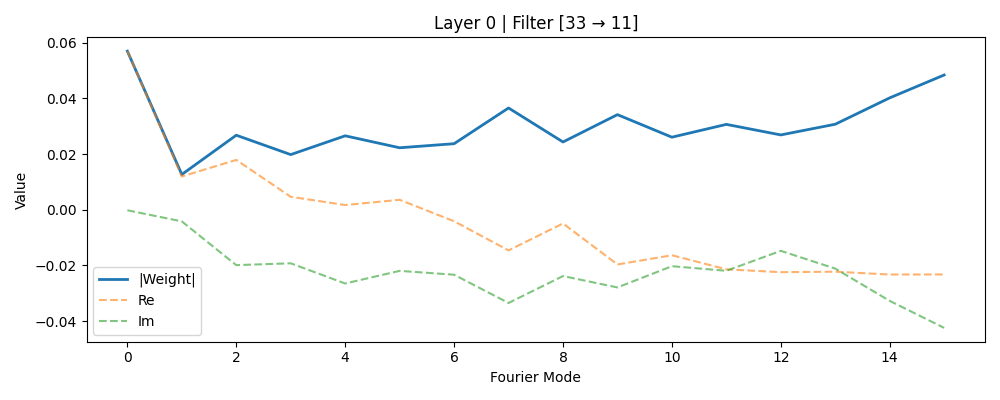 Layer 0 | Filter [33 → 11]
Value
0.06
0.04
0.02
0.00
−0.02
−0.04
|Weight|
Re
Im
0 2 4 6 8 10 12 14
Fourier Mode